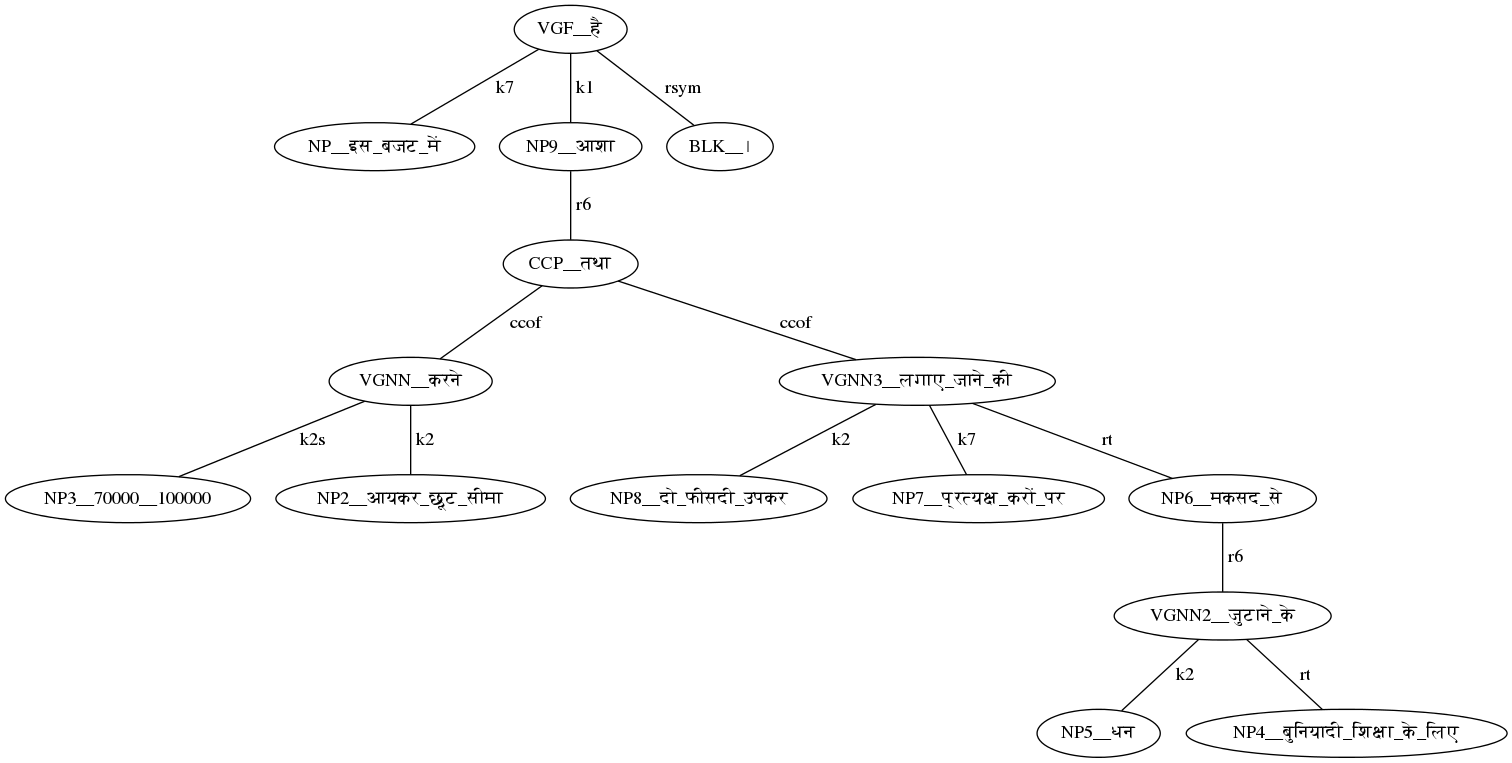 VGF__है
k7 k1 rsym
NP__इस_बजट_में NP9__आशा BLK__।
r6
CCP__तथा
ccof ccof
VGNN__करने VGNN3__लगाए_जाने_की
k2s k2 k2 k7 rt
NP3__70000__100000 NP2__आयकर_छूट_सीमा NP8__दो_फीसदी_उपकर NP7__प्रत्यक्ष_करों_पर NP6__मकसद_से
r6
VGNN2__जुटाने_के
k2 rt
NP5__धन NP4__बुनियादी_शिक्षा_के_लिए